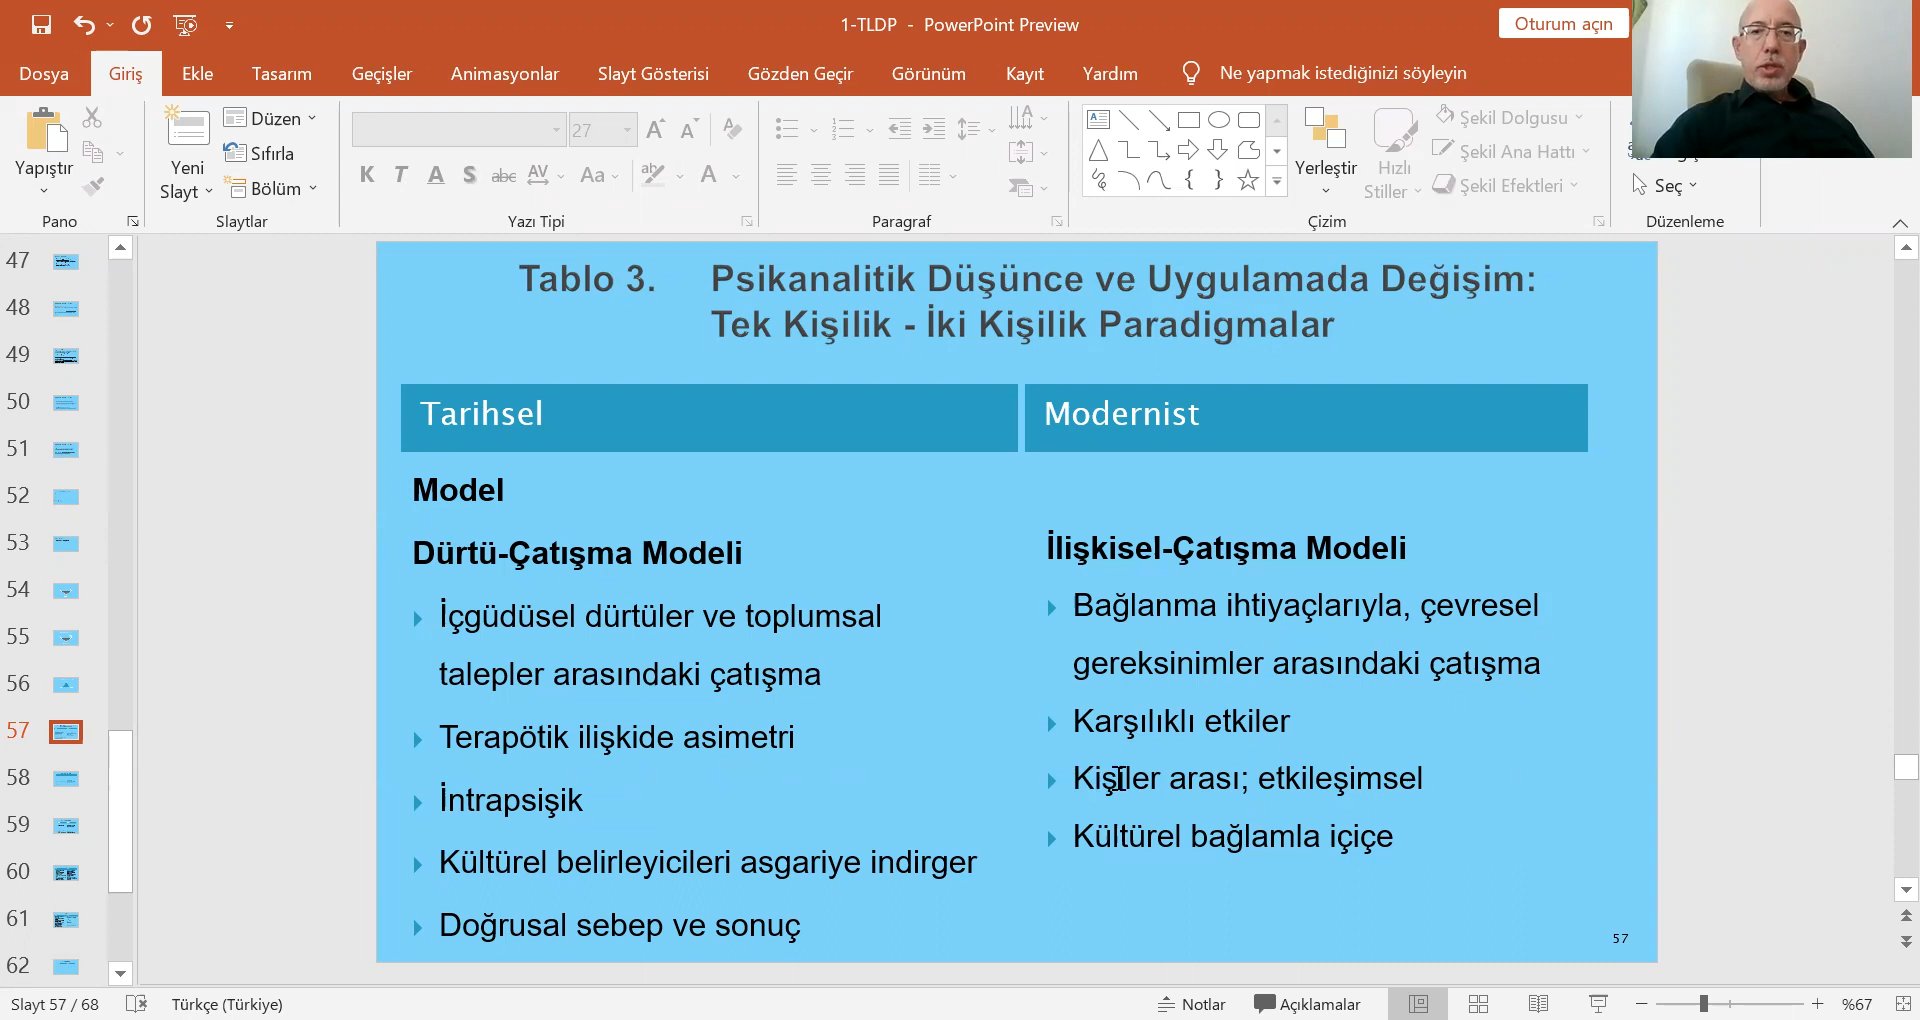 1-TLDP - PowerPoint Preview
Oturum açın
Dosya Giriş Ekle Tasarım Geçişler Animasyonlar Slayt Gösterisi Gözden Geçir Görünüm Kayıt Yardım Ne yapmak istediğinizi söyleyin
Yapıştır
Pano
Yeni
Slayt
Düzen
Sıfırla
Bölüm
Slaytlar
27
K T A S abc AV Aa A
Yazı Tipi
Paragraf
Yerleştir
Hızlı
Stiller
Şekil Dolgusu
Şekil Ana Hattı
Şekil Efektleri
Çizim
Seç
Düzenleme
47
48
49
50
51
52
53
54
55
56
57
58
59
60
61
62
Tablo 3. Psikanalitik Düşünce ve Uygulamada Değişim:
Tek Kişilik - İki Kişilik Paradigmalar
Tarihsel
Modernist
Model
Dürtü-Çatışma Modeli
İçgüdüsel dürtüler ve toplumsal
talepler arasındaki çatışma
Terapötik ilişkide asimetri
İntrapsişik
Kültürel belirleyicileri asgariye indirger
Doğrusal sebep ve sonuç
İlişkisel-Çatışma Modeli
Bağlanma ihtiyaçlarıyla, çevresel
gereksinimler arasındaki çatışma
Karşılıklı etkiler
Kişiler arası; etkileşimsel
Kültürel bağlamla içiçe
57
Slayt 57 / 68
Türkçe (Türkiye)
Notlar
Açıklamalar
%67